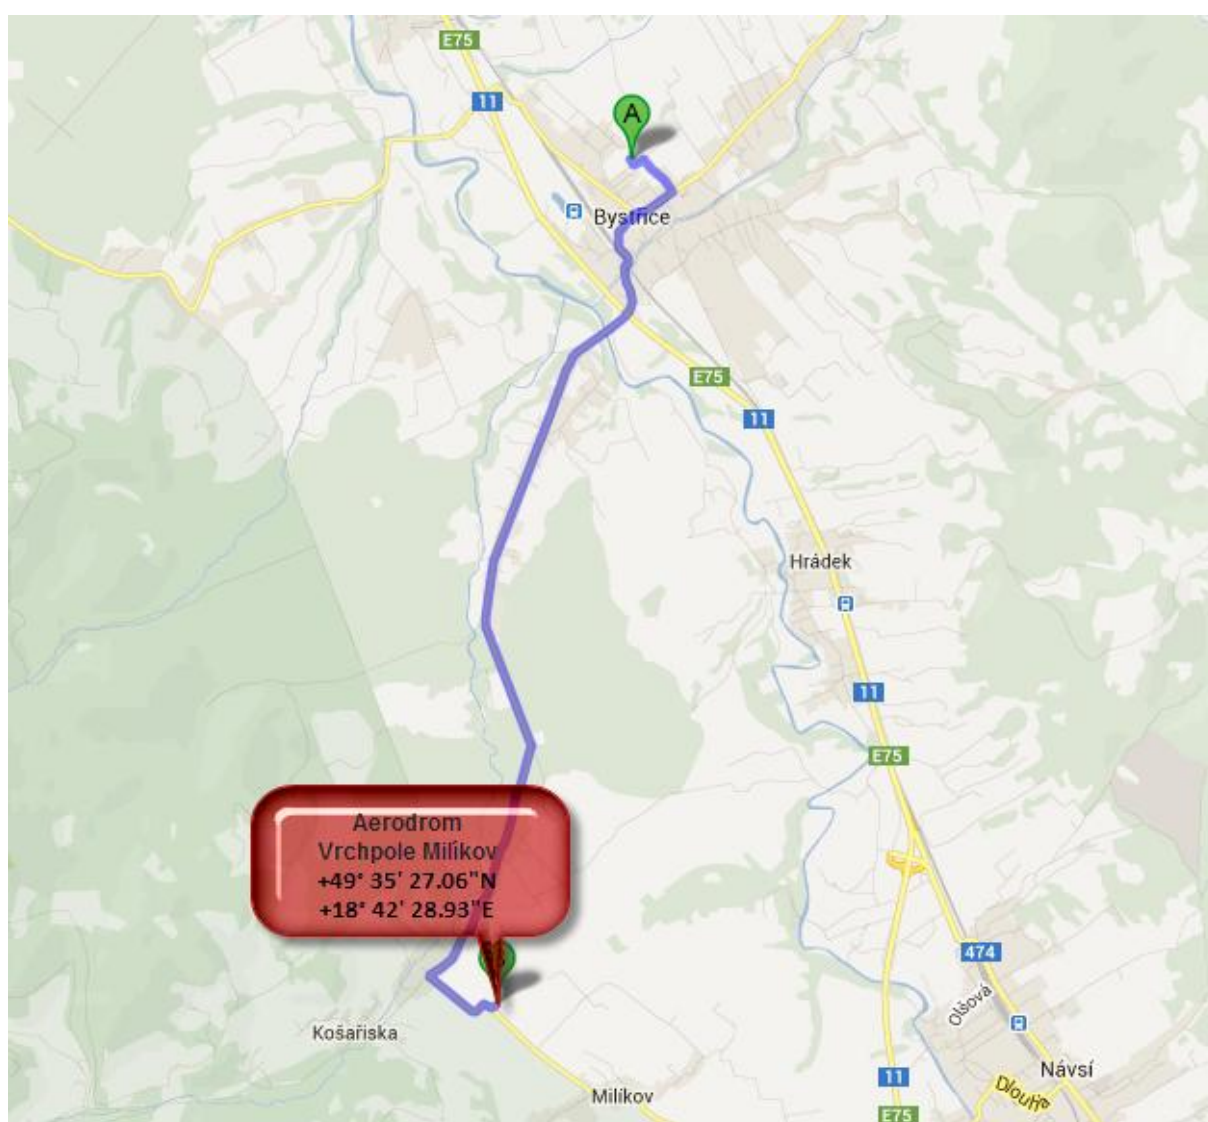 E75
11
A
Bystřice
E75
11
Hrádek
11
E75
Aerodrom
Vrchpole Milíkov
+49° 35' 27.06"N
+18° 42' 28.93"E
474
Olšová
Košařiska
Návsí
11
Milíkov
E75